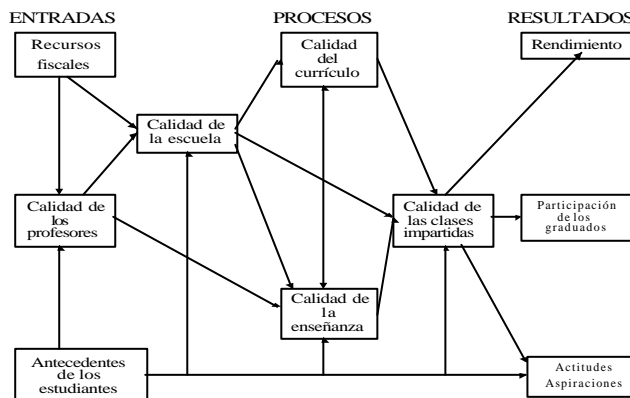 ENTRADAS
PROCESOS
RESULTADOS
Recursos
fiscales
Calidad
del
currículo
Rendimiento
Calidad de
la escuela
Calidad de
los
profesores
Calidad de
las clases
impartidas
Participación
de los
graduados
Calidad de
la
enseñanza
Antecedentes
de los
estudiantes
Actitudes
Aspiraciones